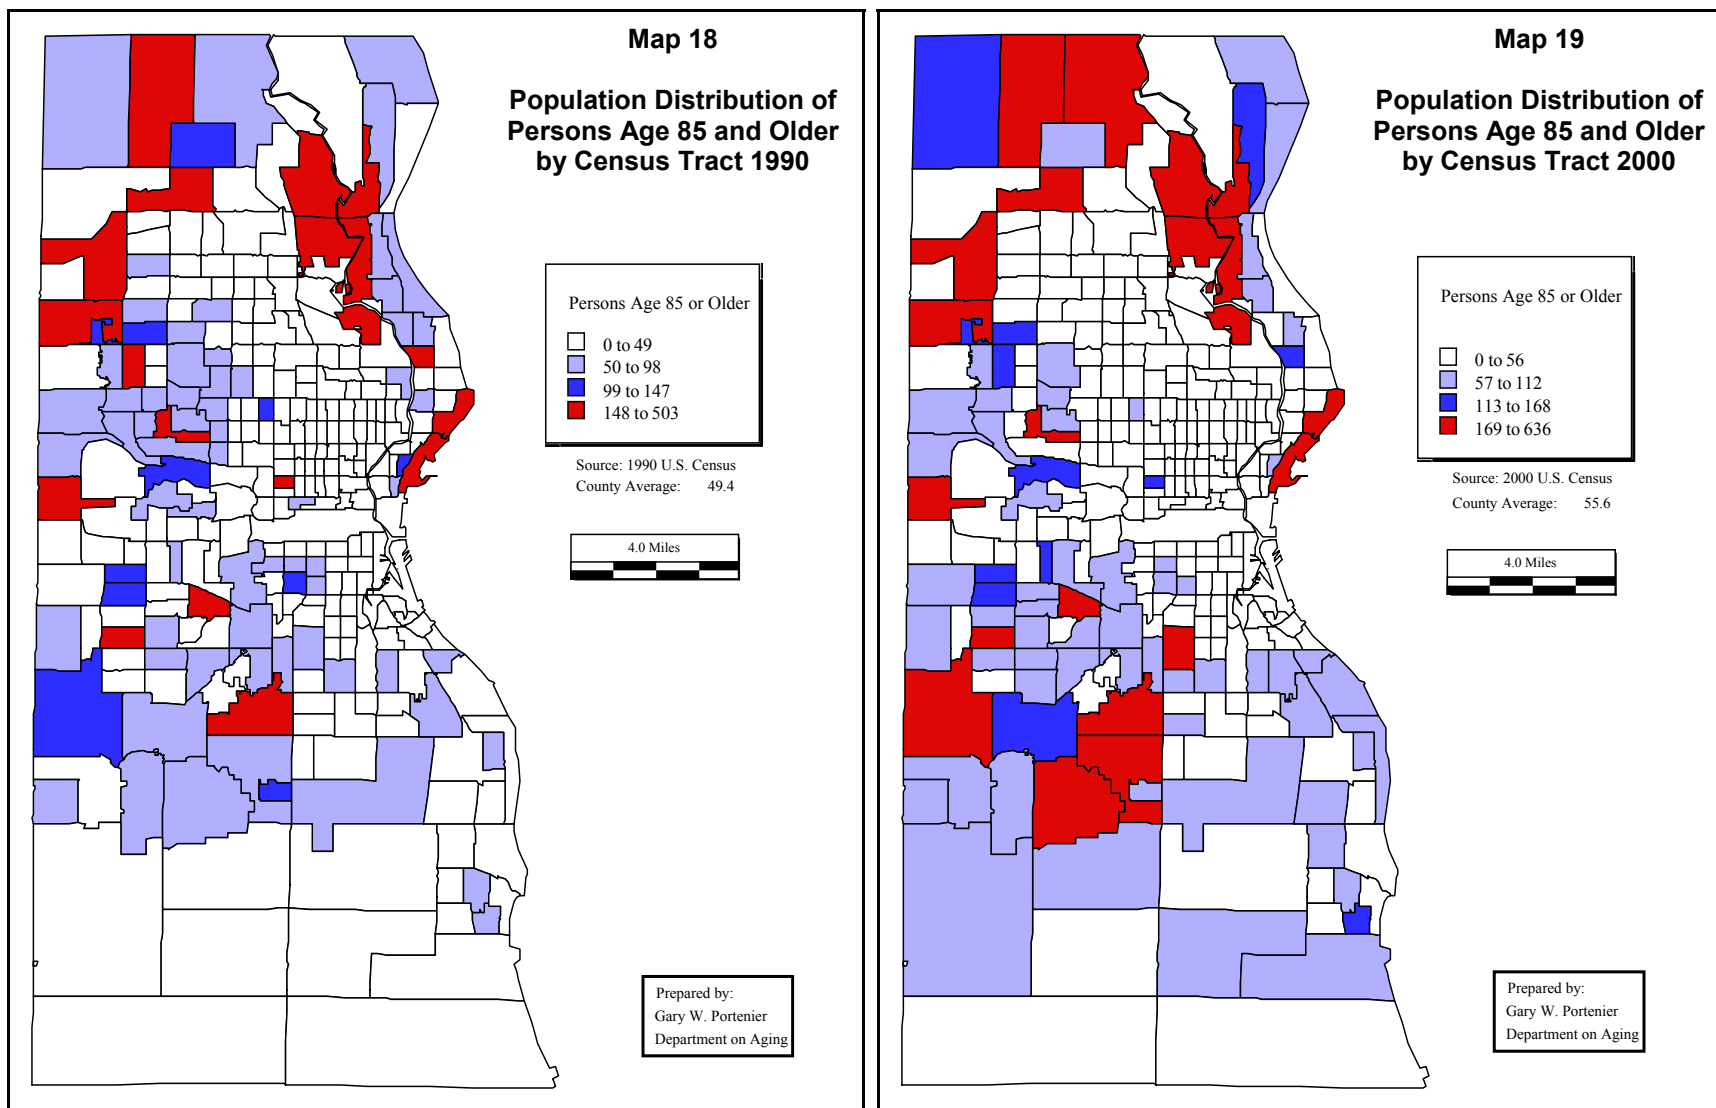 Map 18
Population Distribution of
Persons Age 85 and Older
by Census Tract 1990
Persons Age 85 or Older
0 to 49
50 to 98
99 to 147
148 to 503
Source: 1990 U.S. Census
County Average: 49.4
4.0 Miles
Prepared by:
Gary W. Portenier
Department on Aging
Map 19
Population Distribution of
Persons Age 85 and Older
by Census Tract 2000
Persons Age 85 or Older
0 to 56
57 to 112
113 to 168
169 to 636
Source: 2000 U.S. Census
County Average: 55.6
4.0 Miles
Prepared by:
Gary W. Portenier
Department on Aging